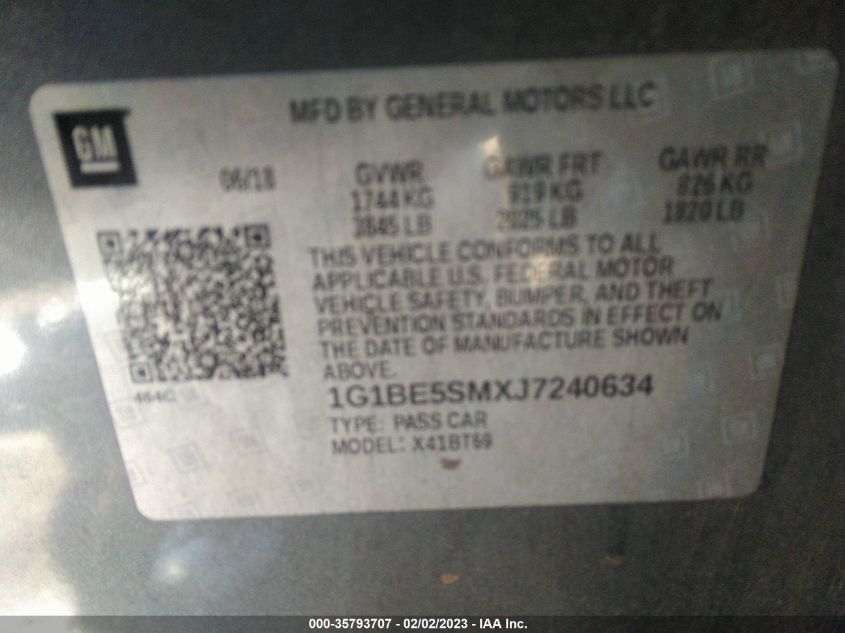 MFD BY GENERAL MOTORS LLC
GM
06/18 GVWR GAWR FRT GAWR RR
1744 KG 919 KG 826 KG
3845 LB 2025 LB 1820 LB
THIS VEHICLE CONFORMS TO ALL
APPLICABLE U.S. FEDERAL MOTOR
VEHICLE SAFETY, BUMPER, AND THEFT
PREVENTION STANDARDS IN EFFECT ON
THE DATE OF MANUFACTURE SHOWN
ABOVE.
1G1BE5SMXJ7240634
TYPE: PASS CAR
MODEL: X41BT69
000-35793707 - 02/02/2023 - IAA Inc.